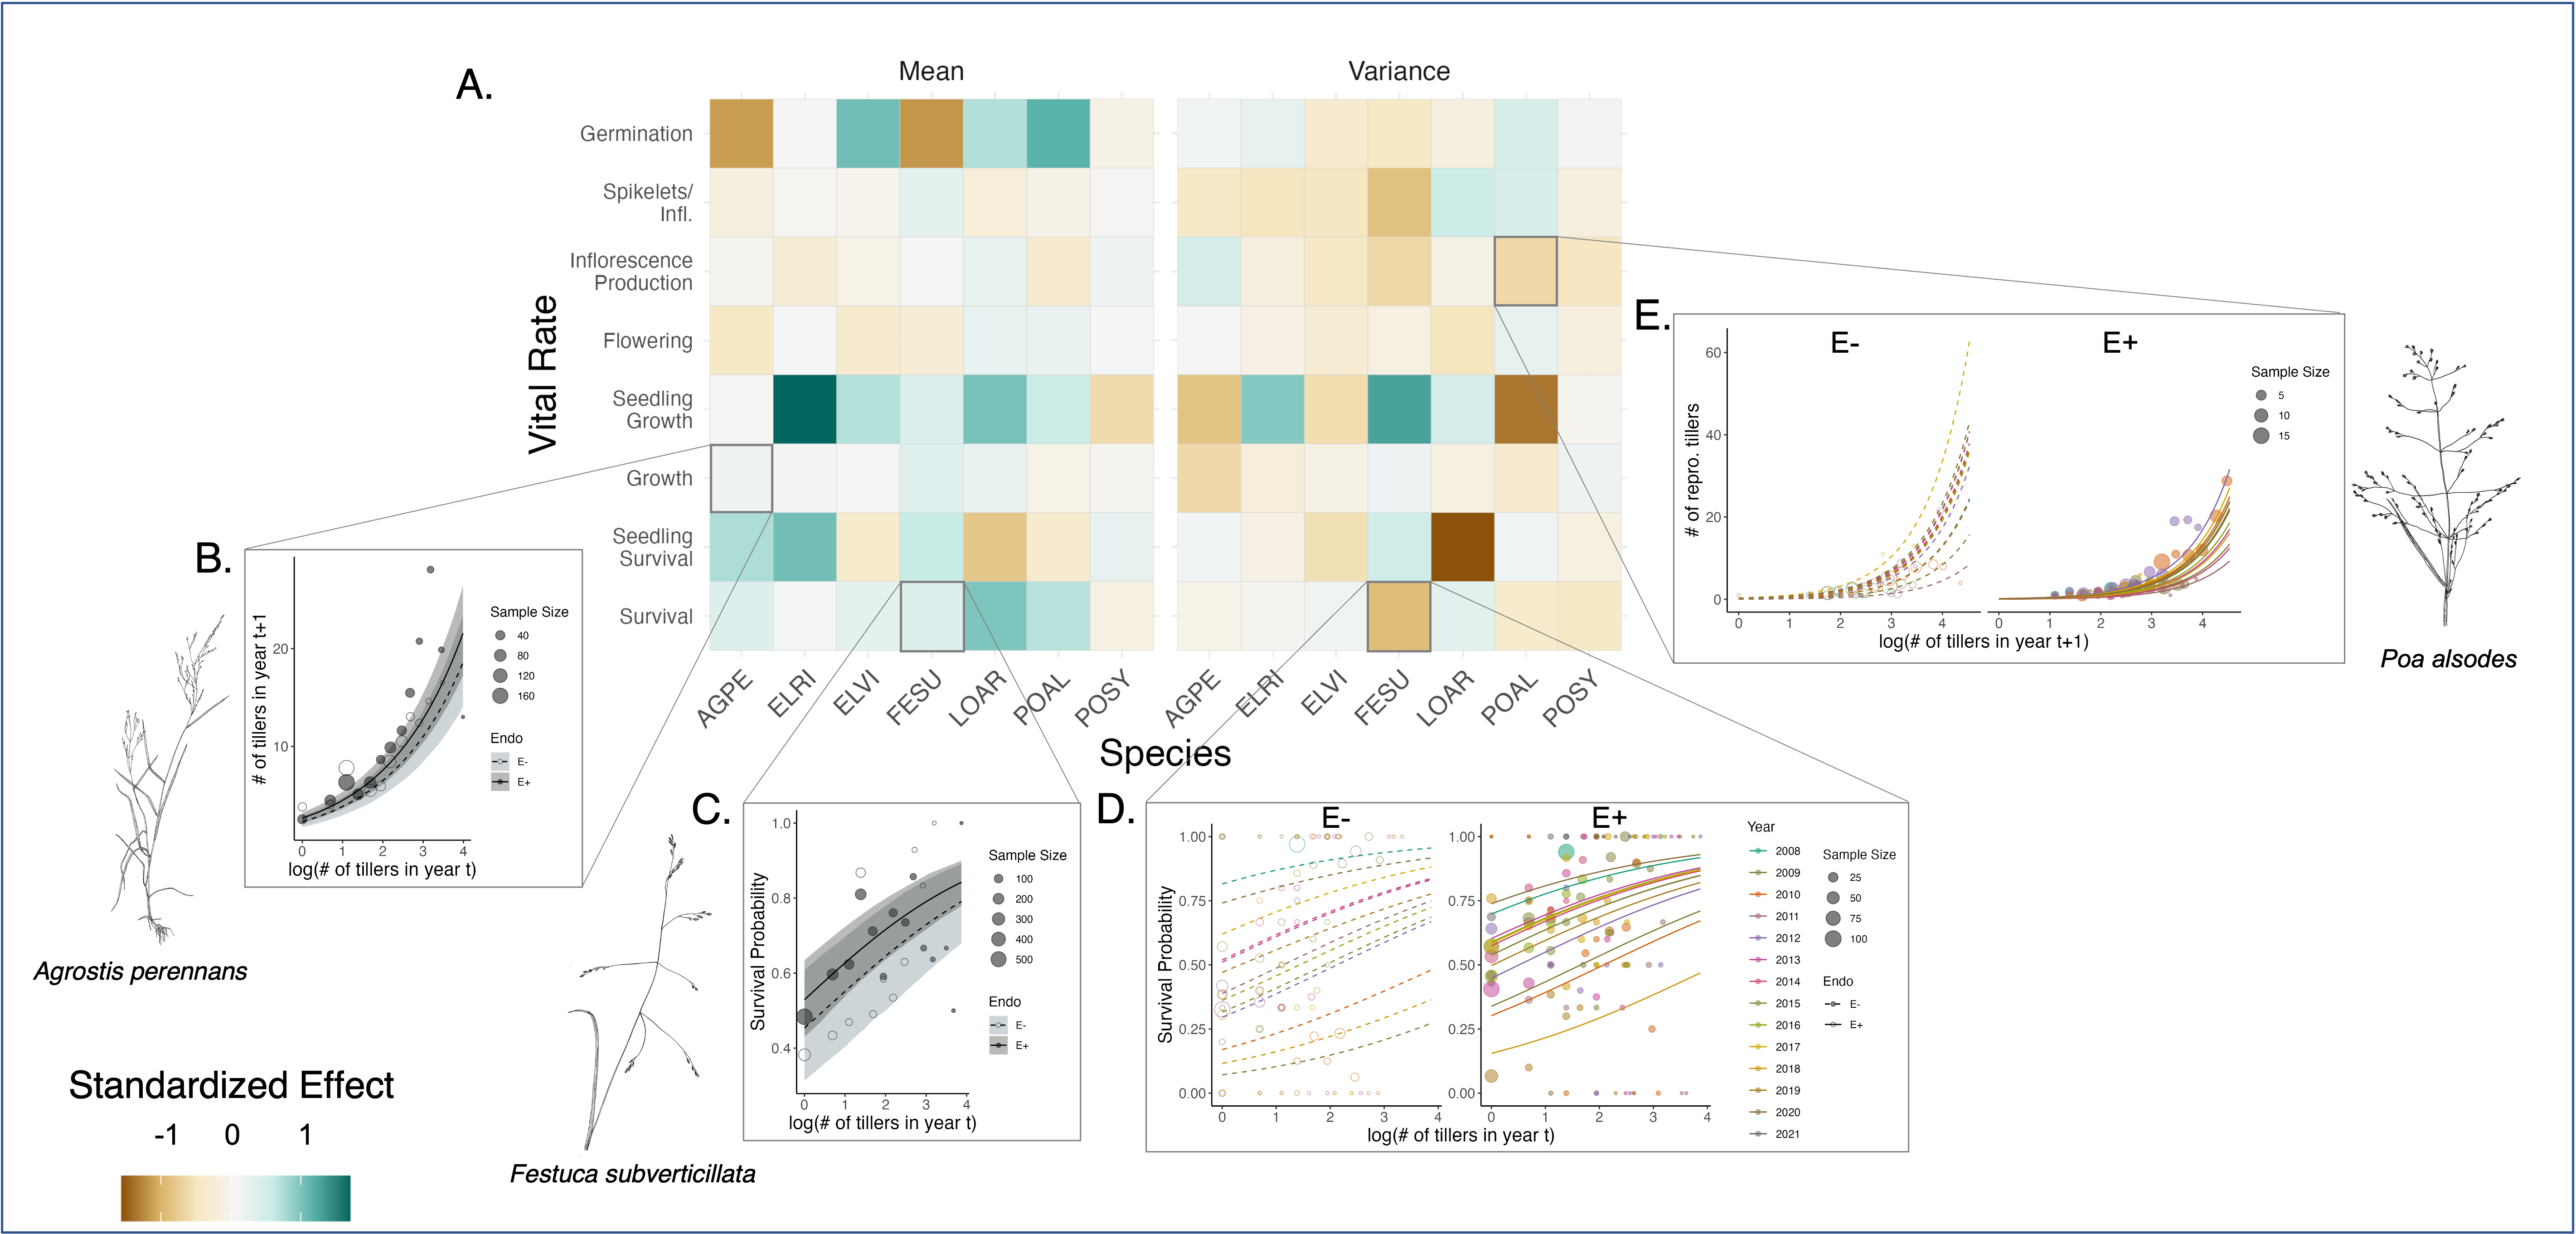 A.
Mean
Variance
Vital Rate
Germination
Spikelets/
Infl.
Inflorescence
Production
Flowering
Seedling
Growth
Growth
Seedling
Survival
Survival
AGPE
ELRI
ELVI
FESU
LOAR
POAL
POSY
AGPE
ELRI
ELVI
FESU
LOAR
POAL
POSY
Species
B.
# of tillers in year t+1
20
10
0 1 2 3 4
log(# of tillers in year t)
Sample Size
40
80
120
160
Endo
E-
E+
Agrostis perennans
C.
Survival Probability
1.0
0.8
0.6
0.4
0 1 2 3 4
log(# of tillers in year t)
Sample Size
100
200
300
400
500
Endo
E-
E+
Festuca subverticillata
D.
E-
E+
Survival Probability
1.00
0.75
0.50
0.25
0.00
0 1 2 3 4
1.00
0.75
0.50
0.25
0.00
0 1 2 3 4
log(# of tillers in year t)
Year
2008
2009
2010
2011
2012
2013
2014
2015
2016
2017
2018
2019
2020
2021
Sample Size
25
50
75
100
Endo
E-
E+
E.
E-
E+
# of repro. tillers
60
40
20
0
0 1 2 3 4
0 1 2 3 4
log(# of tillers in year t+1)
Sample Size
5
10
15
Poa alsodes
Standardized Effect
-1 0 1